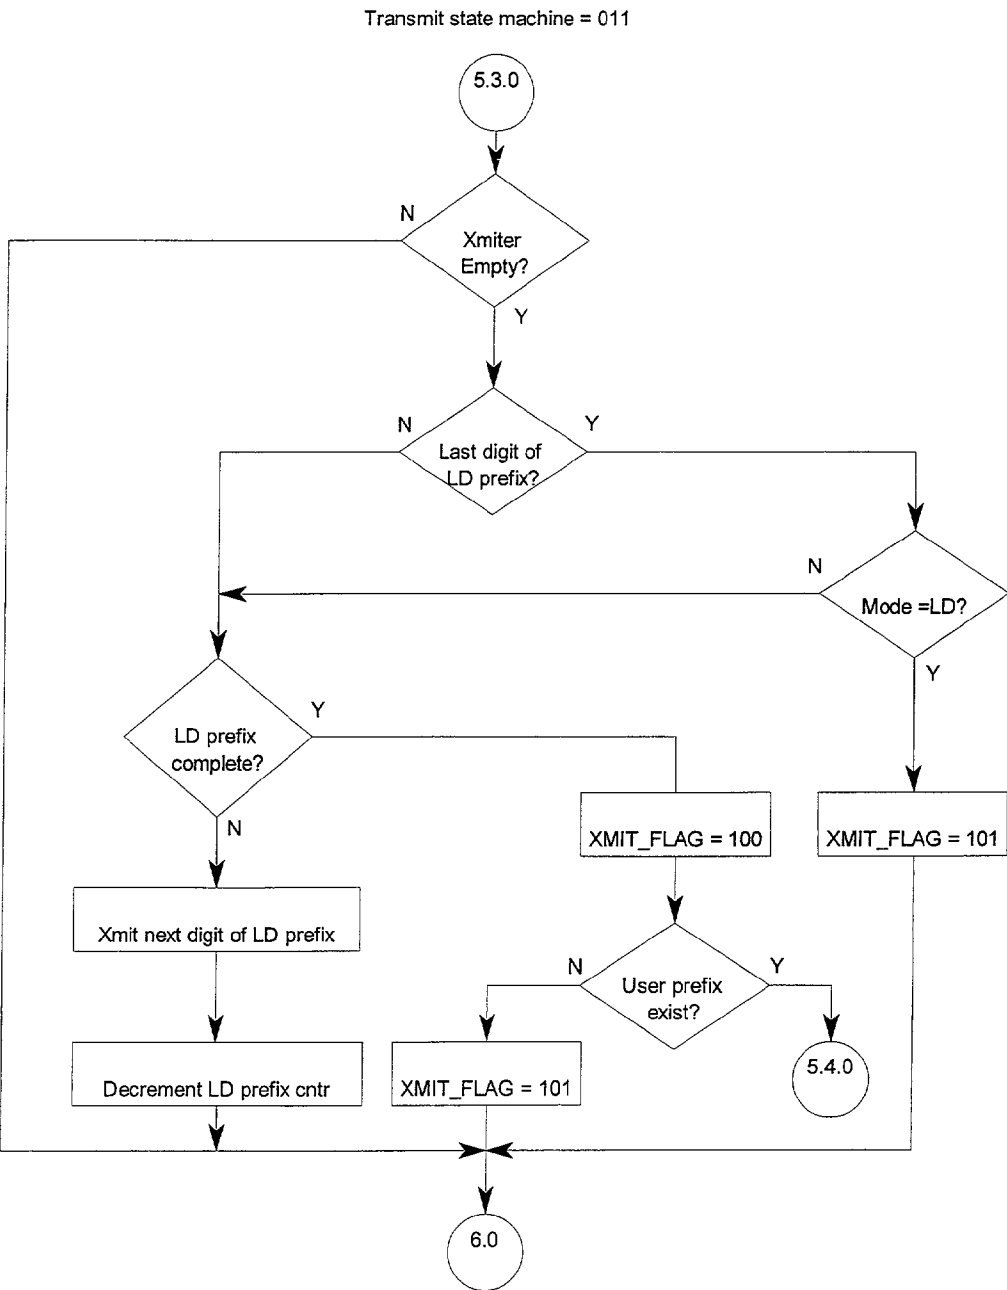 Transmit state machine = 011
5.3.0
N
Xmiter
Empty?
Y
N
Y
Last digit of
LD prefix?
N
Mode =LD?
Y
Y
LD prefix
complete?
N
XMIT_FLAG = 100
XMIT_FLAG = 101
Xmit next digit of LD prefix
N
Y
User prefix
exist?
5.4.0
Decrement LD prefix cntr
XMIT_FLAG = 101
6.0